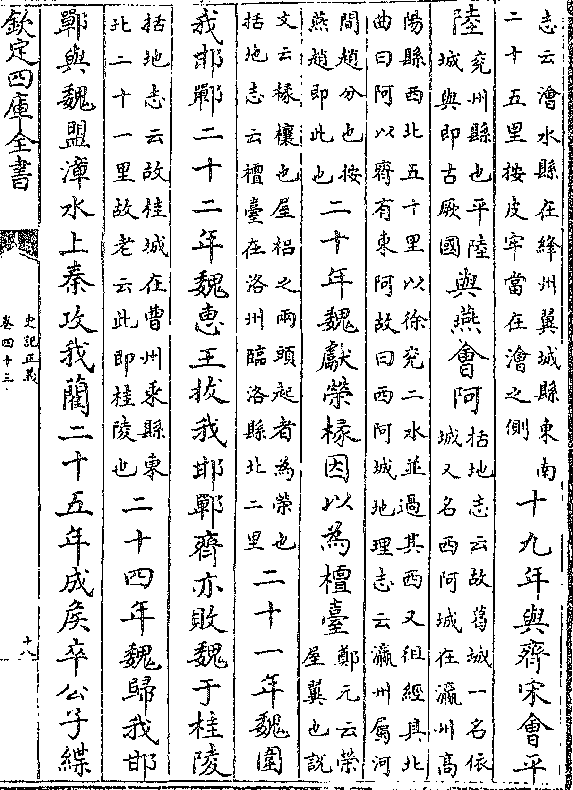 志云澮水縣在絳州翼城縣東南
二十五里按皮牢當在澮之側
十九年與齊宋會平
陸
兖州縣也平陸
城與即古厥國
與燕會阿
括地志云故葛城一名依
城又名西阿城在瀛州高
陽縣西北五十里以徐兖二水並過其西又徂經其北
曲曰阿以齊有東阿故曰西阿城地理志云瀛州屬河
間趙分也按
燕趙即此也
二十年魏獻榮椽因以為檀臺
鄭元云榮
屋翼也說
文云椽欀也屋梠之兩頭起者為榮也
括地志云檀臺在洛州臨洛縣北二里
二十一年魏圍
我邯鄲二十二年魏惠王拔我邯鄲齊亦敗魏于桂陵
括地志云故桂城在曹州乘縣東
北二十一里故老云此即桂陵也
二十四年魏歸我邯
鄲與魏盟漳水上秦攻我藺二十五年成侯卒公子緤
欽定四庫全書
史記正義
卷四十三
十八